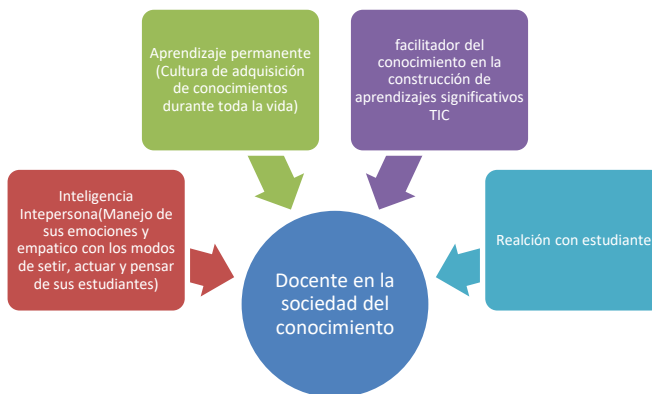 Aprendizaje permanente
(Cultura de adquisición
de conocimientos
durante toda la vida)
facilitador del
conocimiento en la
construcción de
aprendizajes significativos
TIC
Inteligencia
Intepersona(Manejo de
sus emociones y
empatico con los modos
de setir, actuar y pensar
de sus estudiantes)
Realción con estudiante
Docente en la
sociedad del
conocimiento